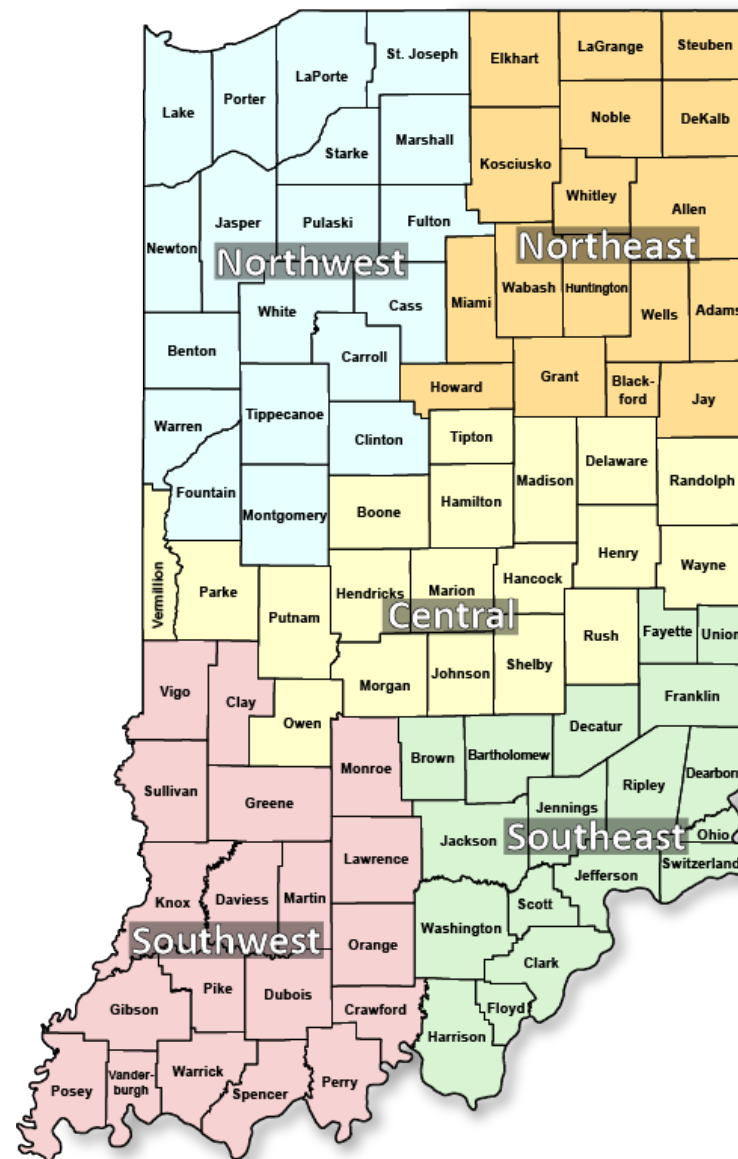 St. Joseph
Elkhart
LaGrange
Steuben
LaPorte
Porter
Lake
Noble
DeKalb
Marshall
Starke
Kosciusko
Whitley
Allen
Jasper
Pulaski
Fulton
Newton
Northwest
Northeast
Miami
Wabash
Huntington
Wells
Adams
White
Cass
Carroll
Benton
Howard
Grant
Black-
ford
Jay
Warren
Tippecanoe
Clinton
Tipton
Madison
Delaware
Randolph
Fountain
Montgomery
Boone
Hamilton
Henry
Wayne
Vermillion
Parke
Putnam
Hendricks
Marion
Hancock
Central
Rush
Fayette
Union
Shelby
Johnson
Morgan
Franklin
Vigo
Clay
Owen
Decatur
Brown
Bartholomew
Monroe
Ripley
Dearborn
Sullivan
Greene
Jennings
Ohio
Jackson
Southeast
Lawrence
Switzerland
Jefferson
Knox
Daviess
Martin
Scott
Washington
Southwest
Orange
Clark
Pike
Dubois
Gibson
Crawford
Floyd
Harrison
Posey
Vander-
burgh
Warrick
Spencer
Perry